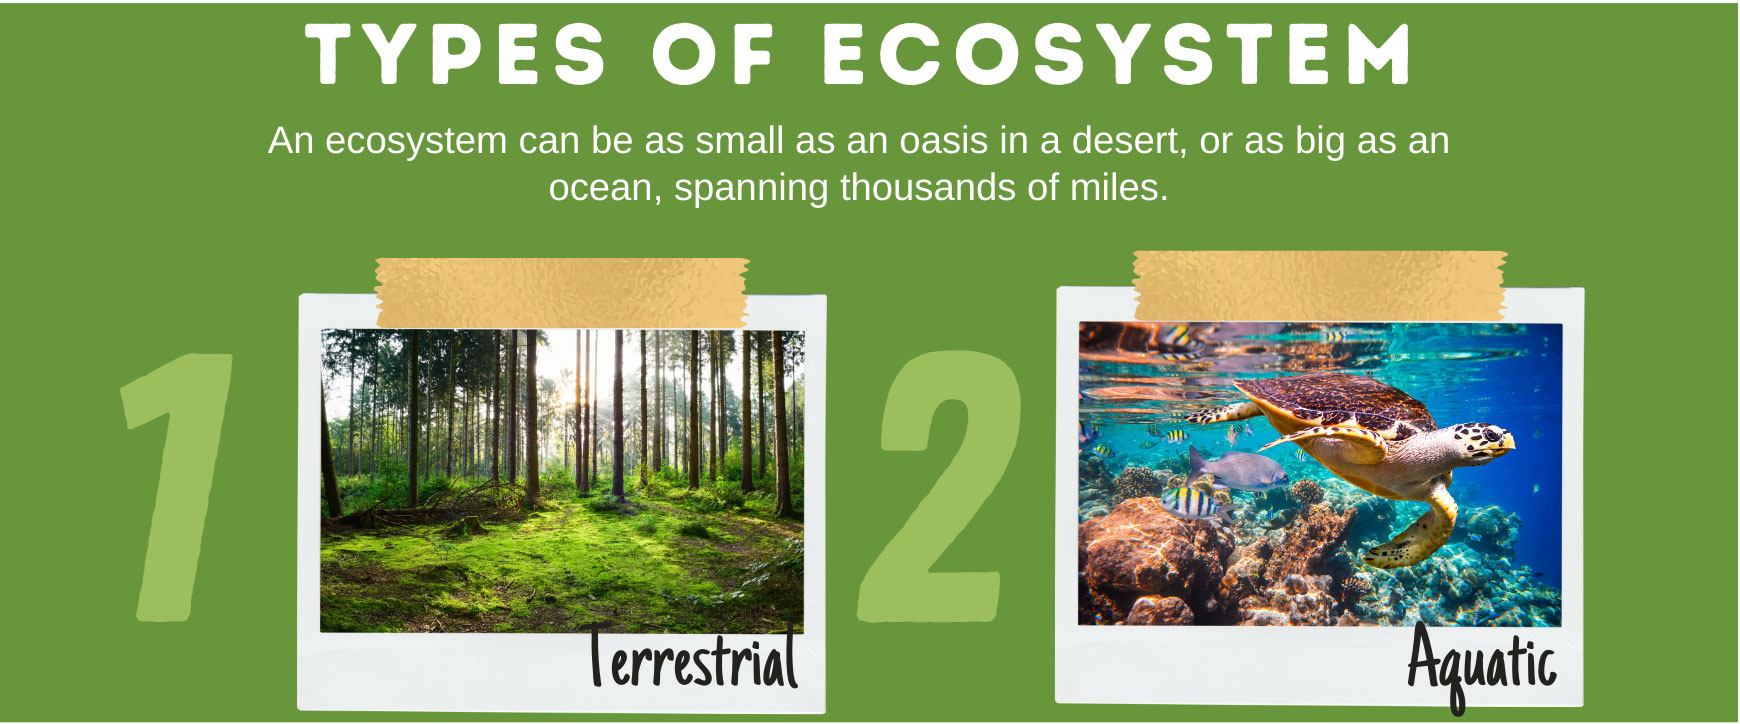 TYPES OF ECOSYSTEM
An ecosystem can be as small as an oasis in a desert, or as big as an
ocean, spanning thousands of miles.
1
Terrestrial
2
Aquatic